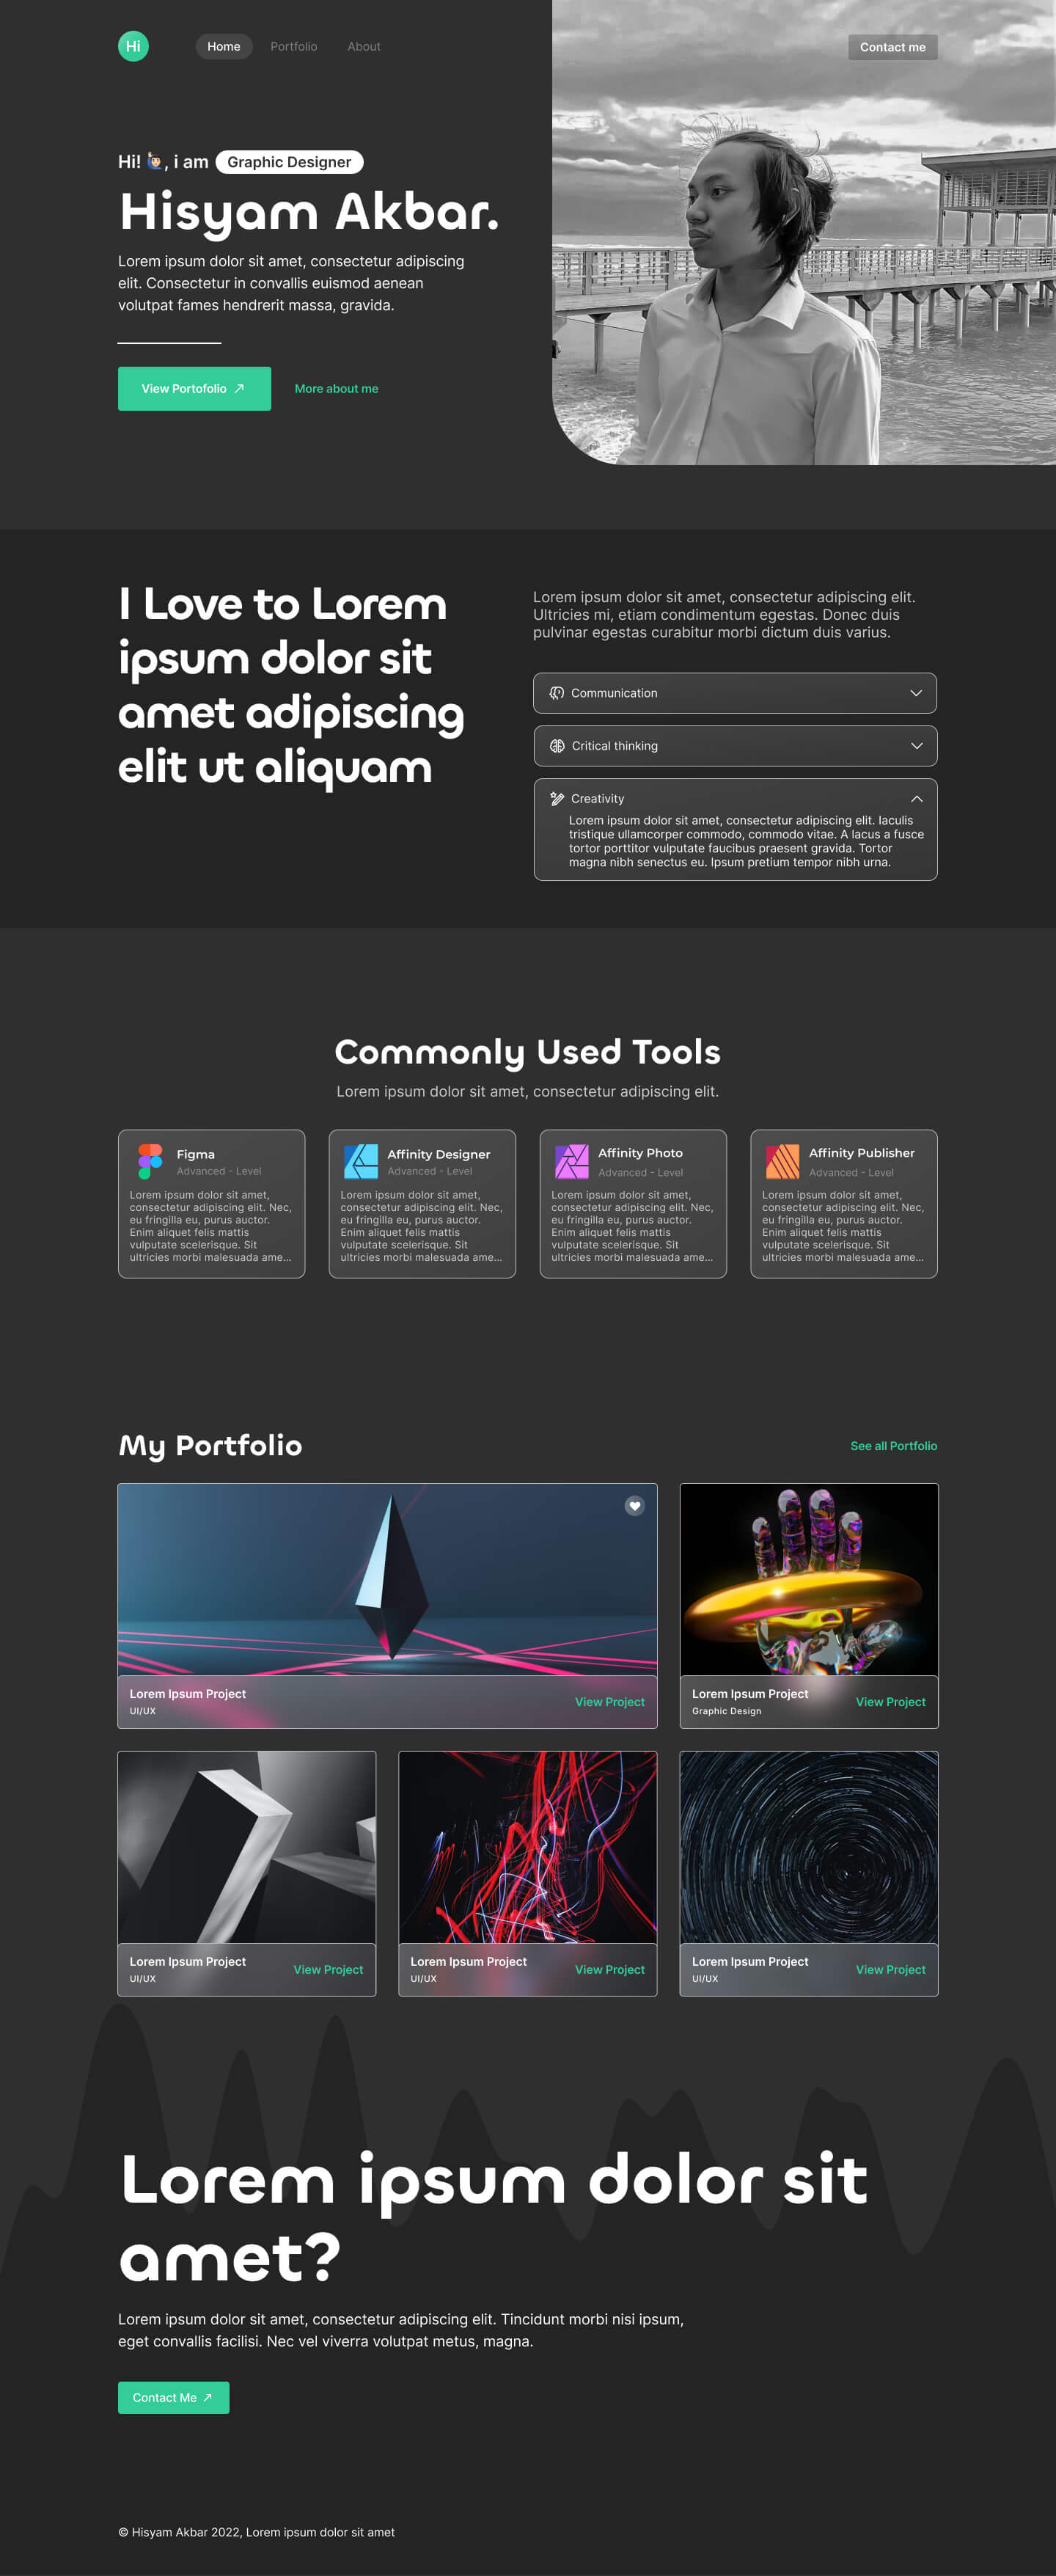 Hi
Home
Portfolio
About
Contact me
Hi! 🙋🏻‍♂️, i am Graphic Designer
Hisyam Akbar.
Lorem ipsum dolor sit amet, consectetur adipiscing
elit. Consectetur in convallis euismod aenean
volutpat fames hendrerit massa, gravida.
View Portofolio
More about me
I Love to Lorem
ipsum dolor sit
amet adipiscing
elit ut aliquam
Lorem ipsum dolor sit amet, consectetur adipiscing elit.
Ultricies mi, etiam condimentum egestas. Donec duis
pulvinar egestas curabitur morbi dictum duis varius.
Communication
Critical thinking
Creativity
Lorem ipsum dolor sit amet, consectetur adipiscing elit. Iaculis
tristique ullamcorper commodo, commodo vitae. A lacus a fusce
tortor porttitor vulputate faucibus praesent gravida. Tortor
magna nibh senectus eu. Ipsum pretium tempor nibh urna.
Commonly Used Tools
Lorem ipsum dolor sit amet, consectetur adipiscing elit.
Figma
Advanced - Level
Lorem ipsum dolor sit amet,
consectetur adipiscing elit. Nec,
eu fringilla eu, purus auctor.
Enim aliquet felis mattis
vulputate scelerisque. Sit
ultricies morbi malesuada ame...
Affinity Designer
Advanced - Level
Lorem ipsum dolor sit amet,
consectetur adipiscing elit. Nec,
eu fringilla eu, purus auctor.
Enim aliquet felis mattis
vulputate scelerisque. Sit
ultricies morbi malesuada ame...
Affinity Photo
Advanced - Level
Lorem ipsum dolor sit amet,
consectetur adipiscing elit. Nec,
eu fringilla eu, purus auctor.
Enim aliquet felis mattis
vulputate scelerisque. Sit
ultricies morbi malesuada ame...
Affinity Publisher
Advanced - Level
Lorem ipsum dolor sit amet,
consectetur adipiscing elit. Nec,
eu fringilla eu, purus auctor.
Enim aliquet felis mattis
vulputate scelerisque. Sit
ultricies morbi malesuada ame...
My Portfolio
See all Portfolio
Lorem Ipsum Project
UI/UX
View Project
Lorem Ipsum Project
Graphic Design
View Project
Lorem Ipsum Project
UI/UX
View Project
Lorem Ipsum Project
UI/UX
View Project
Lorem Ipsum Project
UI/UX
View Project
Lorem ipsum dolor sit
amet?
Lorem ipsum dolor sit amet, consectetur adipiscing elit. Tincidunt morbi nisi ipsum,
eget convallis facilisi. Nec vel viverra volutpat metus, magna.
Contact Me
© Hisyam Akbar 2022, Lorem ipsum dolor sit amet